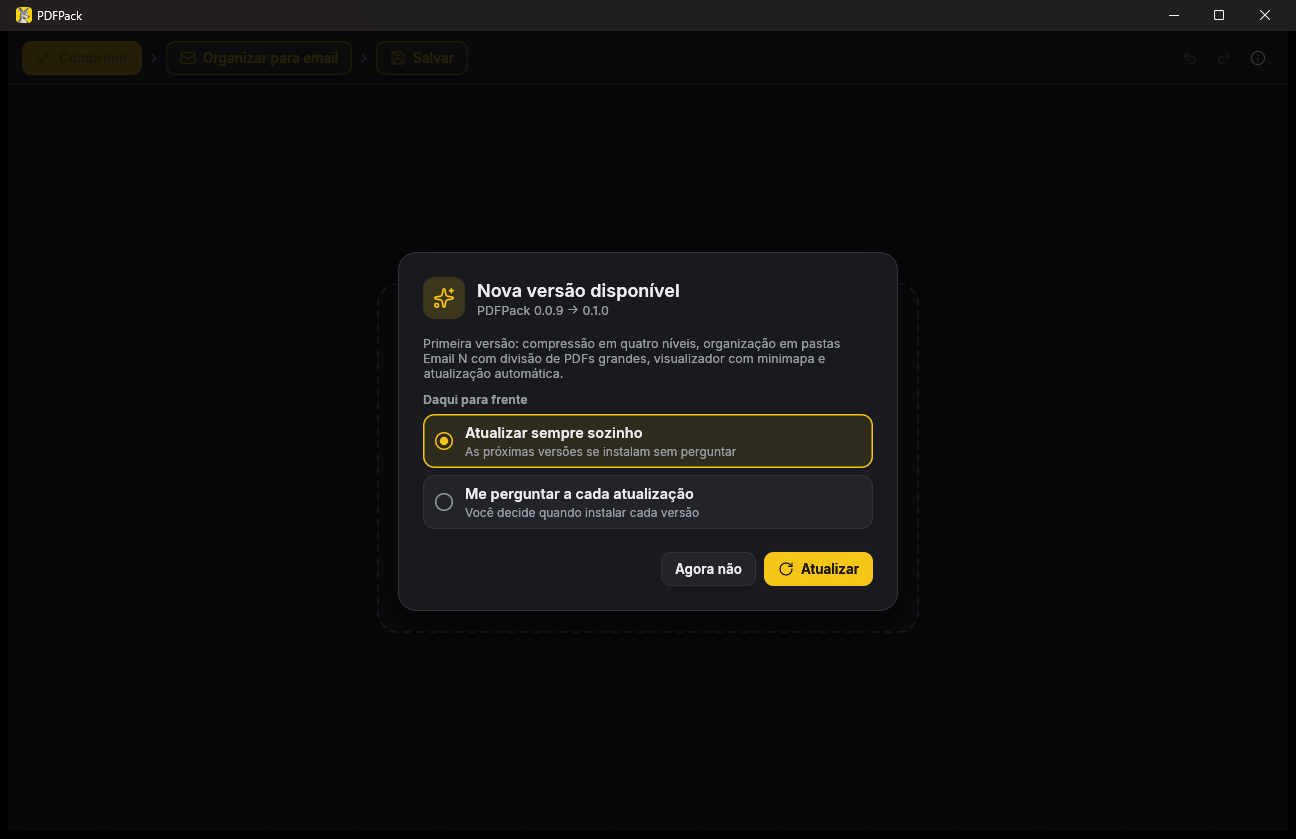 PDFPack
Comprimir
Organizar para email
Salvar
Nova versão disponível
PDFPack 0.0.9 → 0.1.0
Primeira versão: compressão em quatro níveis, organização em pastas
Email N com divisão de PDFs grandes, visualizador com minimapa e
atualização automática.
Daqui para frente
Atualizar sempre sozinho
As próximas versões se instalam sem perguntar
Me perguntar a cada atualização
Você decide quando instalar cada versão
Agora não
Atualizar